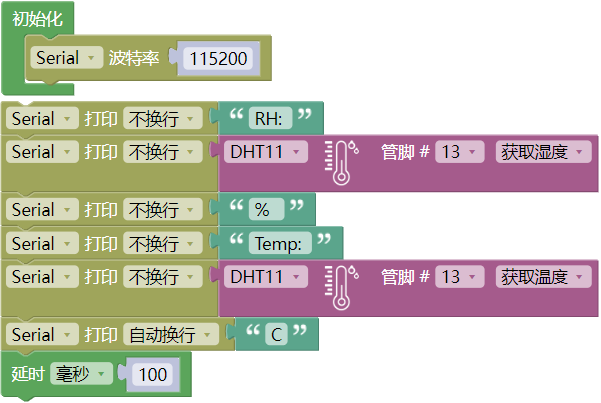 初始化
Serial 波特率 115200
Serial 打印 不换行 “ RH: ”
Serial 打印 不换行 DHT11 管脚 # 13 获取湿度
Serial 打印 不换行 “ % ”
Serial 打印 不换行 “ Temp: ”
Serial 打印 不换行 DHT11 管脚 # 13 获取温度
Serial 打印 自动换行 “ C ”
延时 毫秒 100